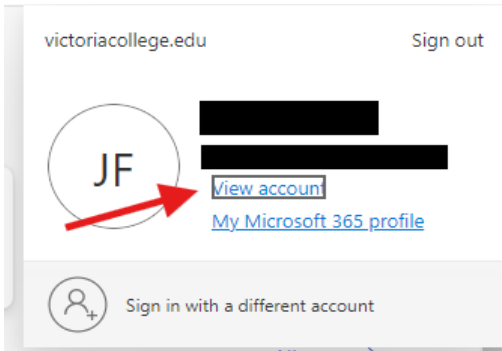 victoriacollege.edu Sign out
JF
View account
My Microsoft 365 profile
Sign in with a different account